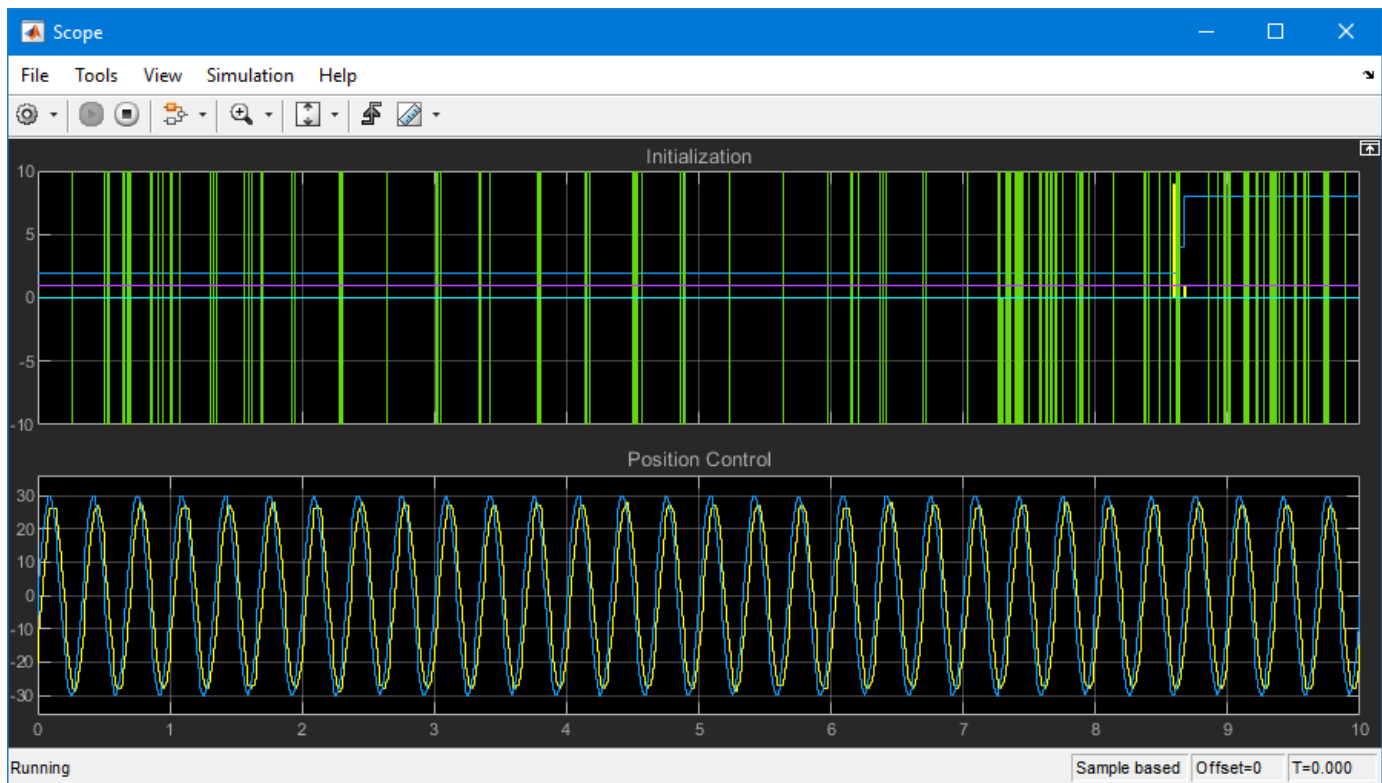 Scope
File Tools View Simulation Help
Initialization
10
5
0
-5
-10
Position Control
30
20
10
0
-10
-20
-30
0 1 2 3 4 5 6 7 8 9 10
Running Sample based Offset=0 T=0.000